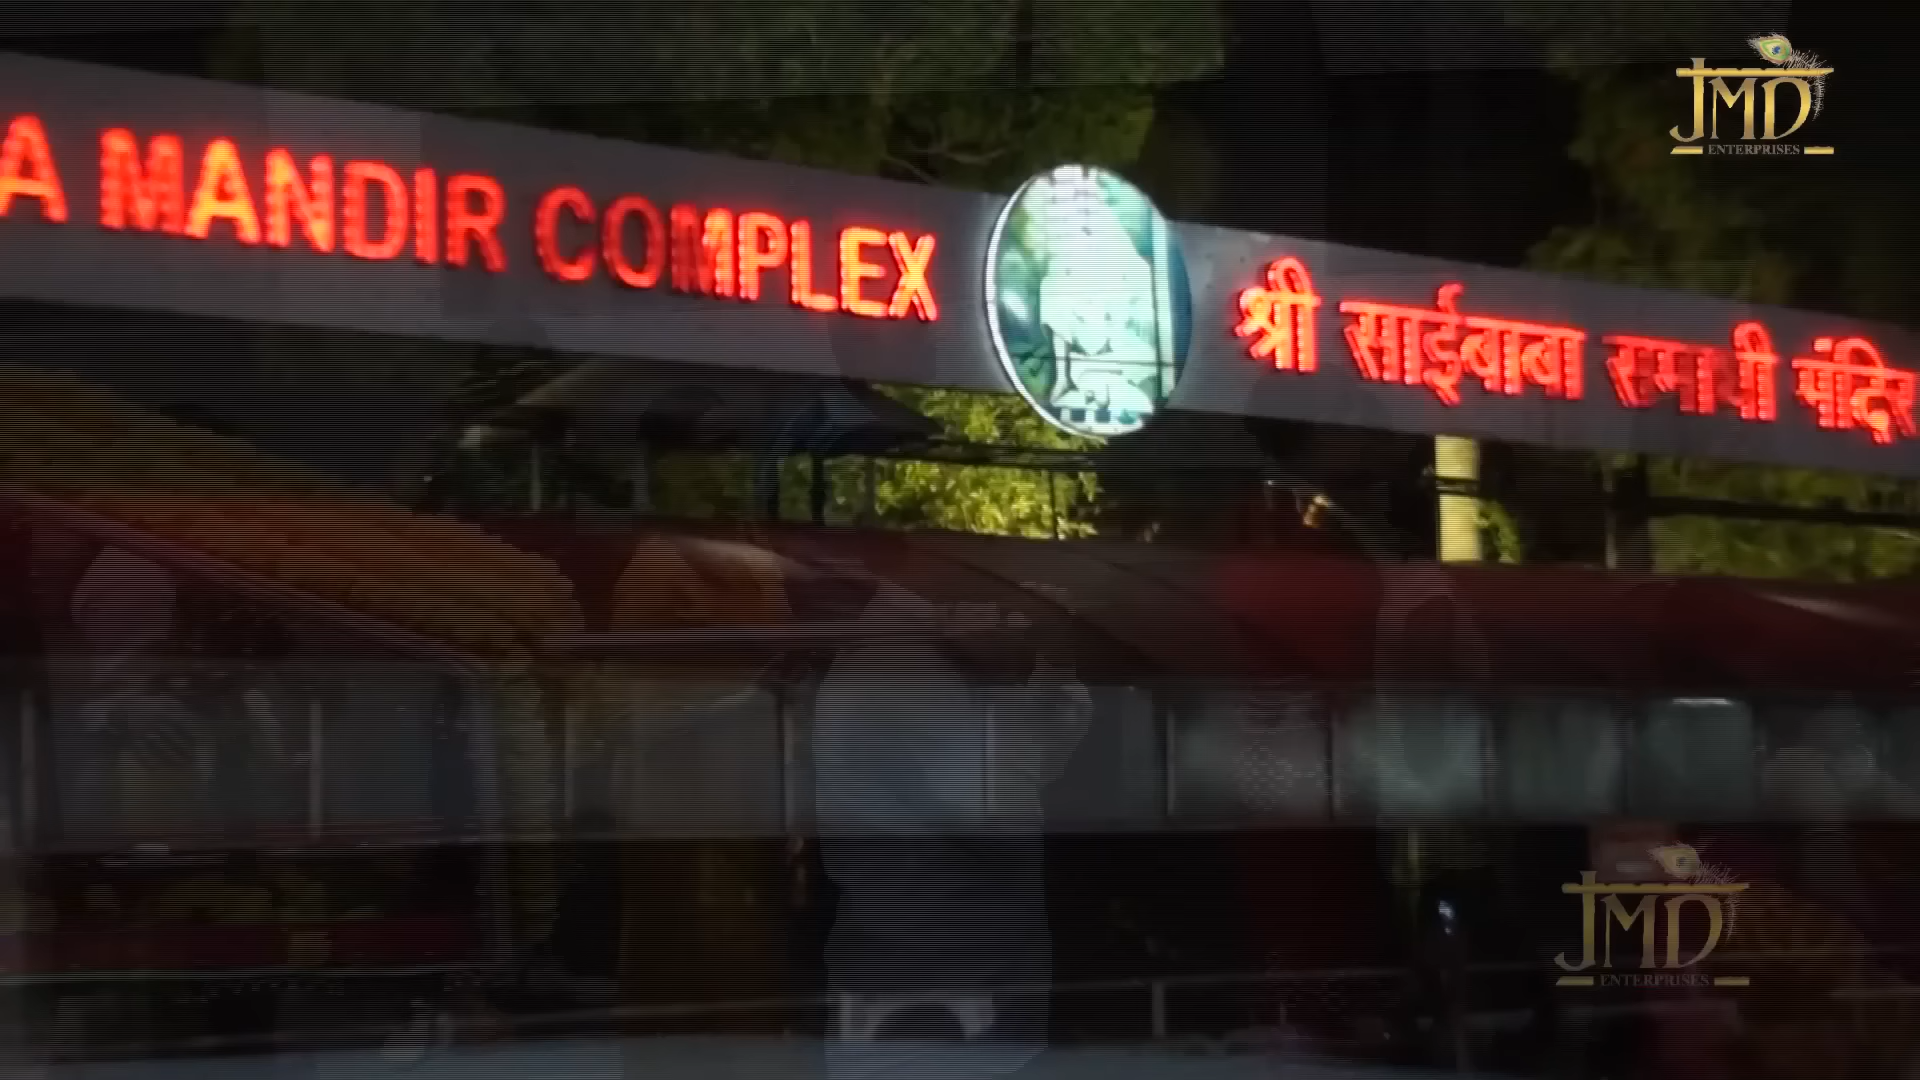 A MANDIR COMPLEX
श्री साईबाबा समाधी मंदिर
JMD
ENTERPRISES
JMD
ENTERPRISES